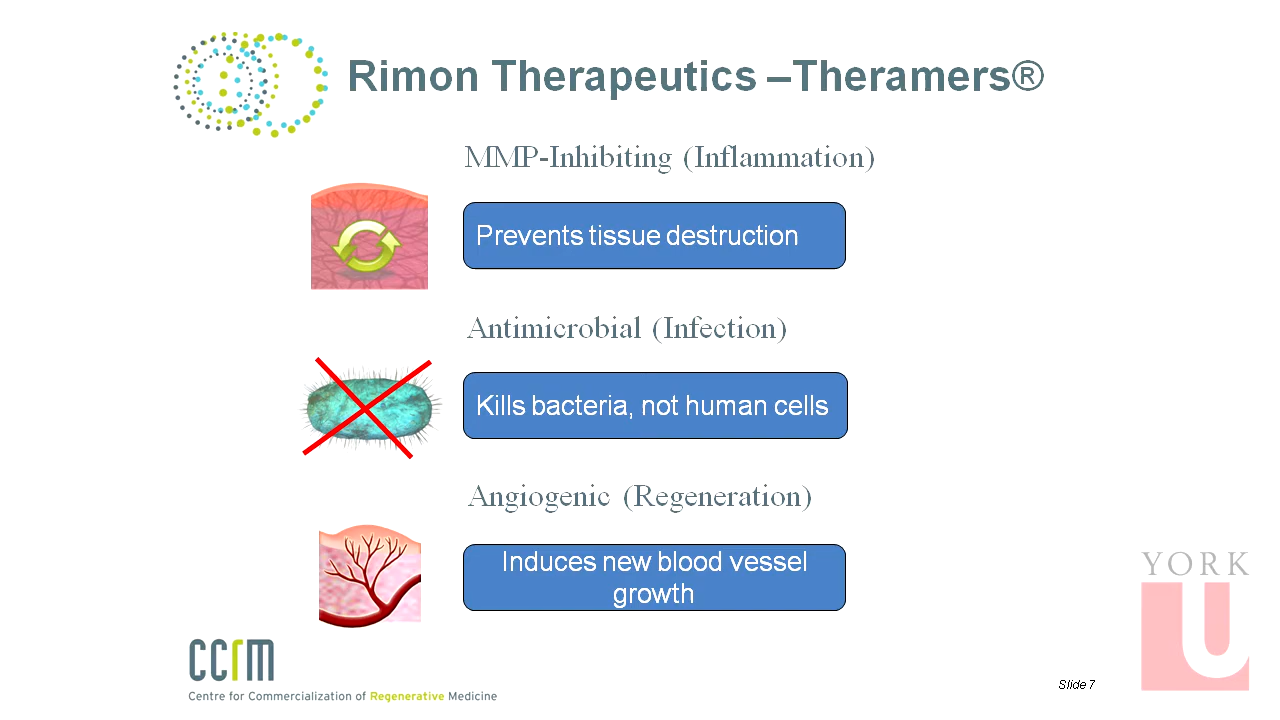 Rimon Therapeutics –Theramers®
MMP-Inhibiting (Inflammation)
Prevents tissue destruction
Antimicrobial (Infection)
Kills bacteria, not human cells
Angiogenic (Regeneration)
Induces new blood vessel
growth
YORK
U
ccrm
Centre for Commercialization of Regenerative Medicine
Slide 7